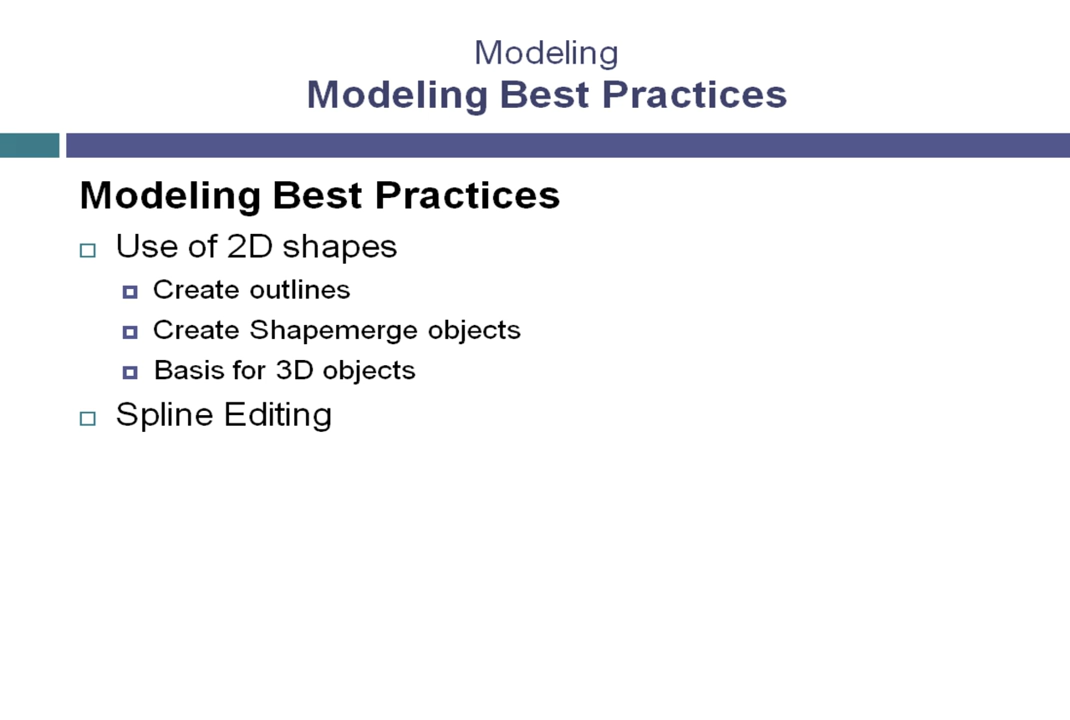 Modeling
Modeling Best Practices
Modeling Best Practices
Use of 2D shapes
Create outlines
Create Shapemerge objects
Basis for 3D objects
Spline Editing